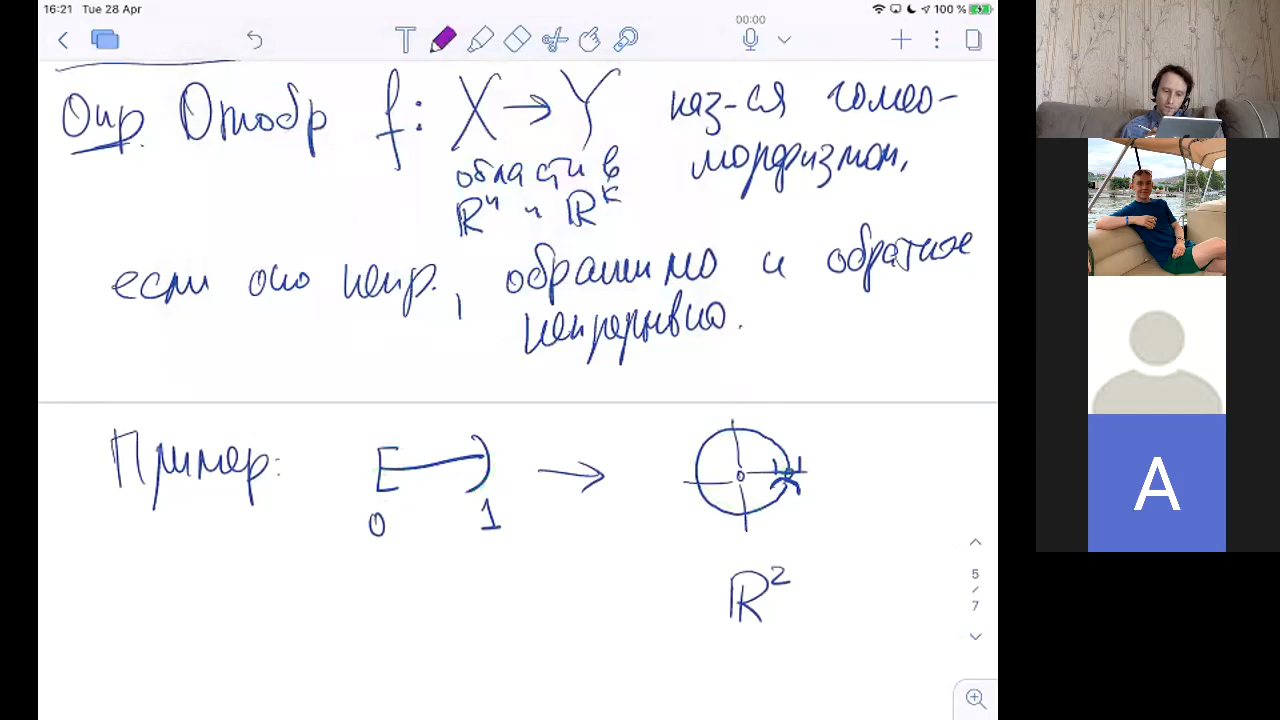 16:21 Tue 28 Apr
100 %
00:00
Опр. Отобр f: X → Y наз-ся гомео-
области в морфизмом,
ℝⁿ и ℝᵏ
если оно непр., обратимо и обратное
непрерывно.
Пример: [ ) →
0 1
ℝ²
5
/
7
A